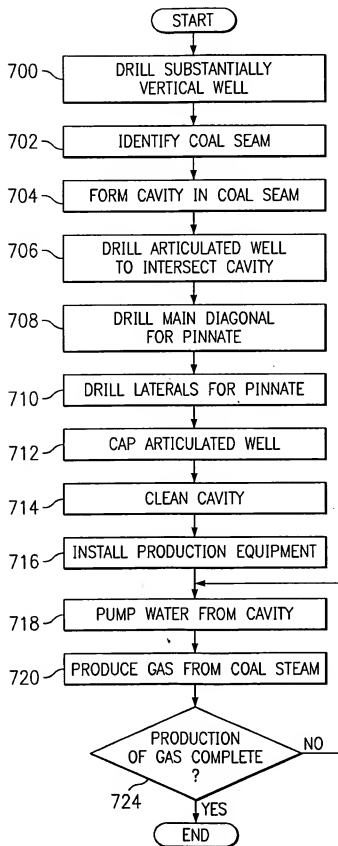 START
700
DRILL SUBSTANTIALLY
VERTICAL WELL
702
IDENTIFY COAL SEAM
704
FORM CAVITY IN COAL SEAM
706
DRILL ARTICULATED WELL
TO INTERSECT CAVITY
708
DRILL MAIN DIAGONAL
FOR PINNATE
710
DRILL LATERALS FOR PINNATE
712
CAP ARTICULATED WELL
714
CLEAN CAVITY
716
INSTALL PRODUCTION EQUIPMENT
718
PUMP WATER FROM CAVITY
720
PRODUCE GAS FROM COAL STEAM
PRODUCTION
OF GAS COMPLETE
?
NO
724
YES
END